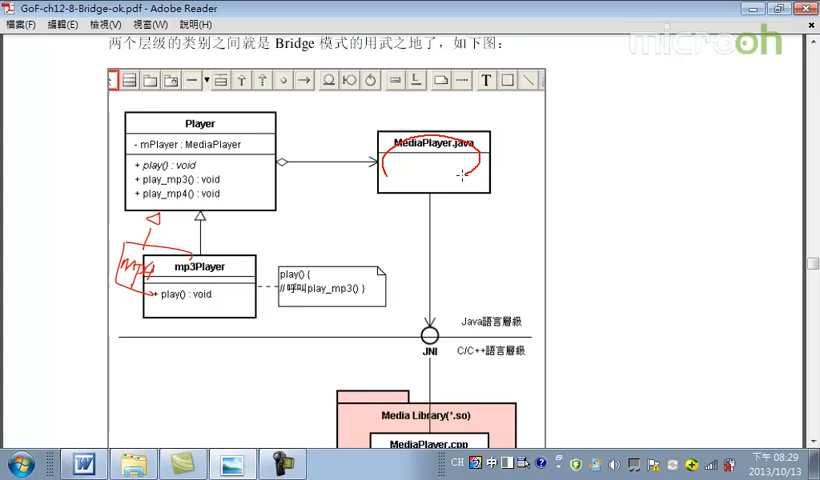 GoF-ch12-8-Bridge-ok.pdf - Adobe Reader
檔案(F) 編輯(E) 檢視(V) 視窗(W) 說明(H)
microoh
两个层级的类别之间就是 Bridge 模式的用武之地了，如下图：
T
Player
- mPlayer : MediaPlayer
+ play() : void
+ play_mp3() : void
+ play_mp4() : void
MediaPlayer.java
mp4
mp3Player
+ play() : void
play() {
// 呼叫play_mp3() }
Java語言層級
JNI
C/C++語言層級
Media Library(*.so)
MediaPlayer.cpp
CH 中
下午 08:29
2013/10/13